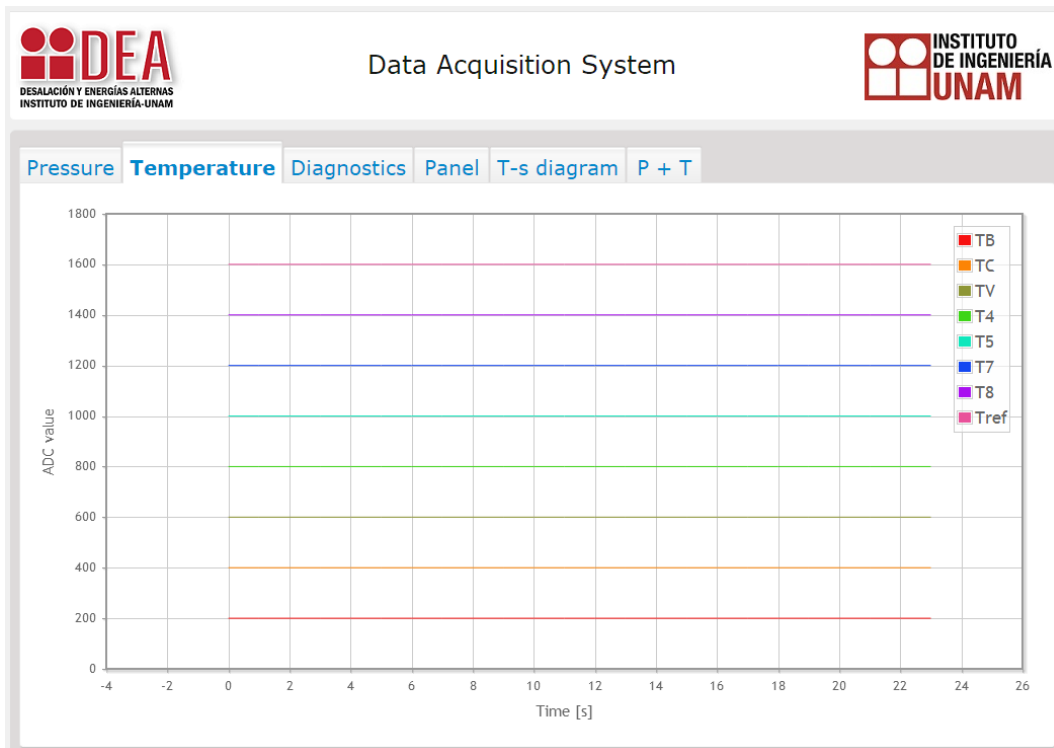 IDEA
DESALACIÓN Y ENERGÍAS ALTERNAS
INSTITUTO DE INGENIERÍA-UNAM
Data Acquisition System
INSTITUTO
DE INGENIERÍA
UNAM
Pressure Temperature Diagnostics Panel T-s diagram P + T
1800
1600
1400
1200
1000
800
600
400
200
0
ADC value
-4 -2 0 2 4 6 8 10 12 14 16 18 20 22 24 26
Time [s]
TB
TC
TV
T4
T5
T7
T8
Tref